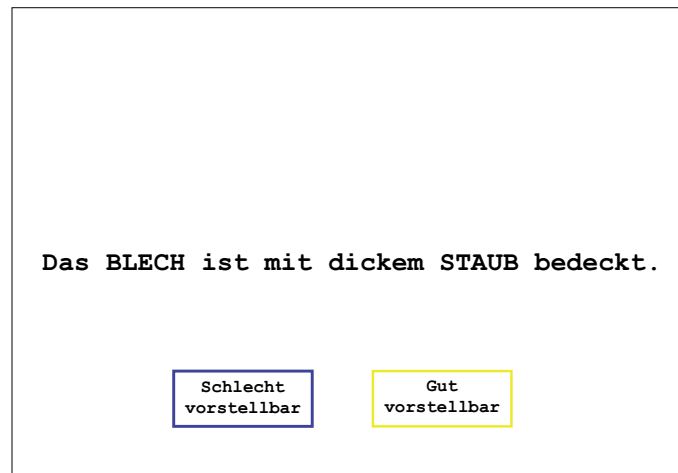 Das BLECH ist mit dickem STAUB bedeckt.
Schlecht
vorstellbar
Gut
vorstellbar